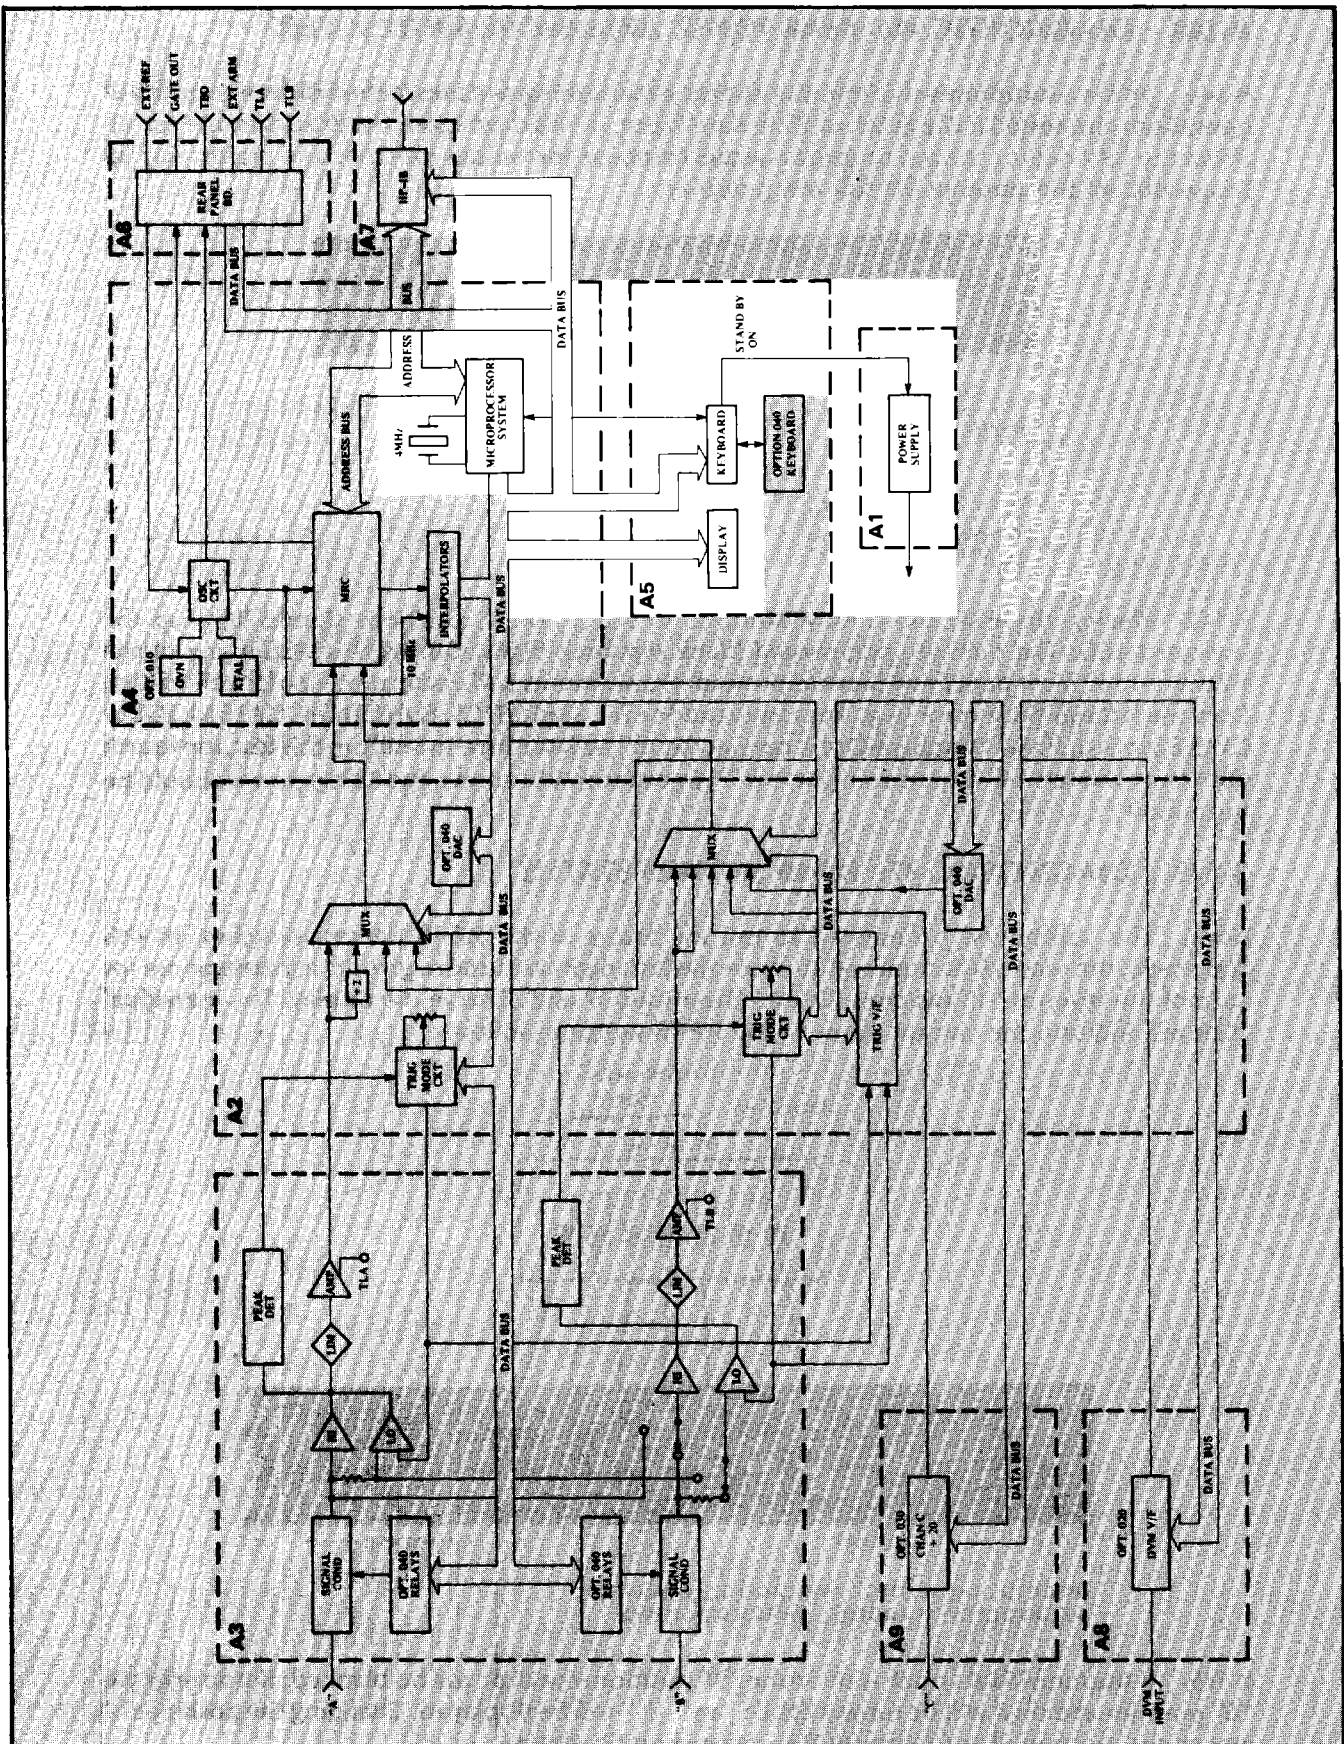 A6
REAR
PANEL
BD.
EXT REF
GATE OUT
TBO
EXT ARM
TLA
TLB
A7
HP-IB
DATA BUS
BUS
ADDRESS
A4
OPT. 010
OVN
XTAL
OSC
CKT
MRC
ADDRESS BUS
INTERPOLATORS
10 MHz
4MHz
MICROPROCESSOR
SYSTEM
DATA BUS
DATA BUS
A5
DISPLAY
KEYBOARD
OPTION 040
KEYBOARD
STAND BY
ON
A1
POWER
SUPPLY
DIAGNOSTIC 05
A2
TRIG
MODE
CKT
÷ 2
MUX
OPT. 040
DAC
DATA BUS
MUX
TRIG
MODE
CKT
TRIG V/F
DATA BUS
OPT. 040
DAC
DATA BUS
DATA BUS
DATA BUS
A3
"A"
SIGNAL
COND
OPT. 040
RELAYS
HI
LO
PEAK
DET
LIM
AMP
TLA
DATA BUS
"B"
OPT. 040
RELAYS
SIGNAL
COND
HI
LO
PEAK
DET
LIM
AMP
TLB
A9
"C"
OPT. 030
CHAN C
÷ 20
DATA BUS
A8
DVM
INPUT
OPT. 020
DVM V/F
DATA BUS